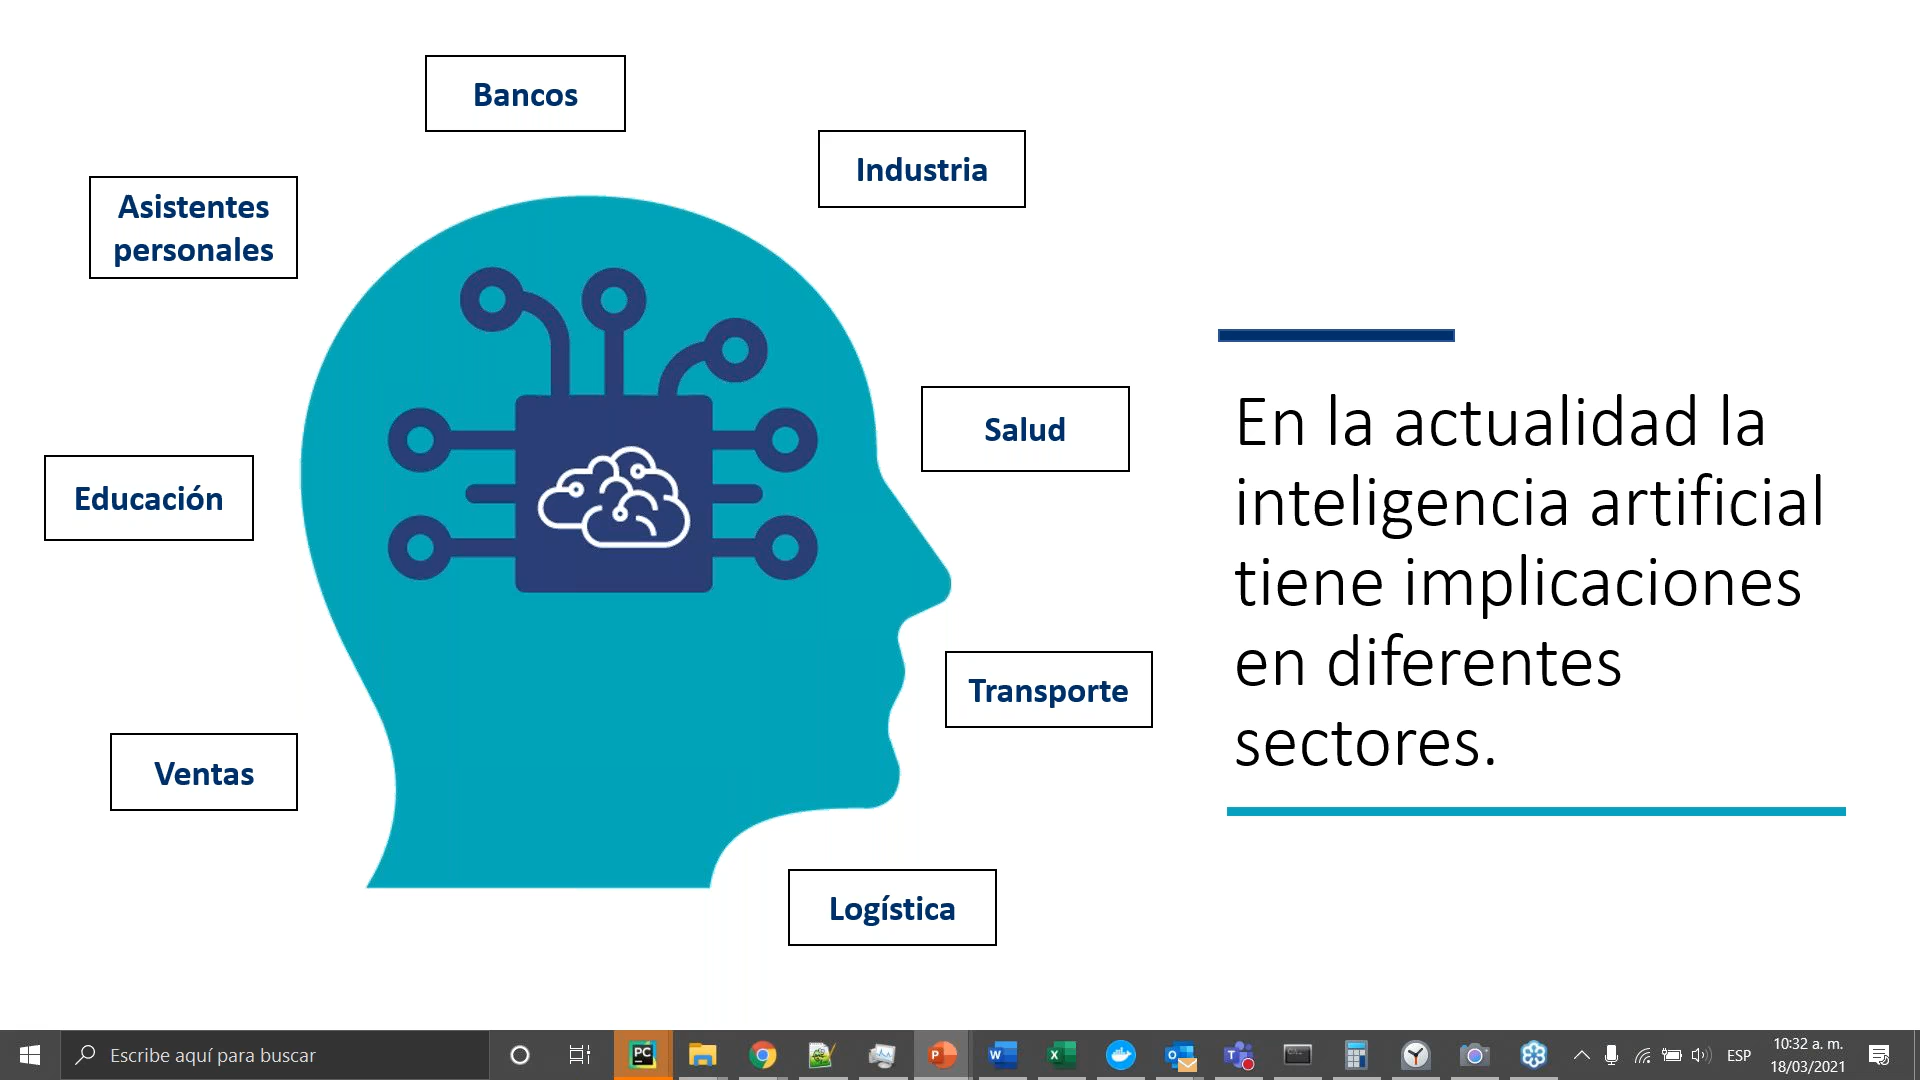 Bancos
Industria
Asistentes
personales
Salud
Educación
Transporte
Ventas
Logística
En la actualidad la
inteligencia artificial
tiene implicaciones
en diferentes
sectores.
Escribe aquí para buscar
PC
P
W
X
O
T
ESP
10:32 a. m.
18/03/2021